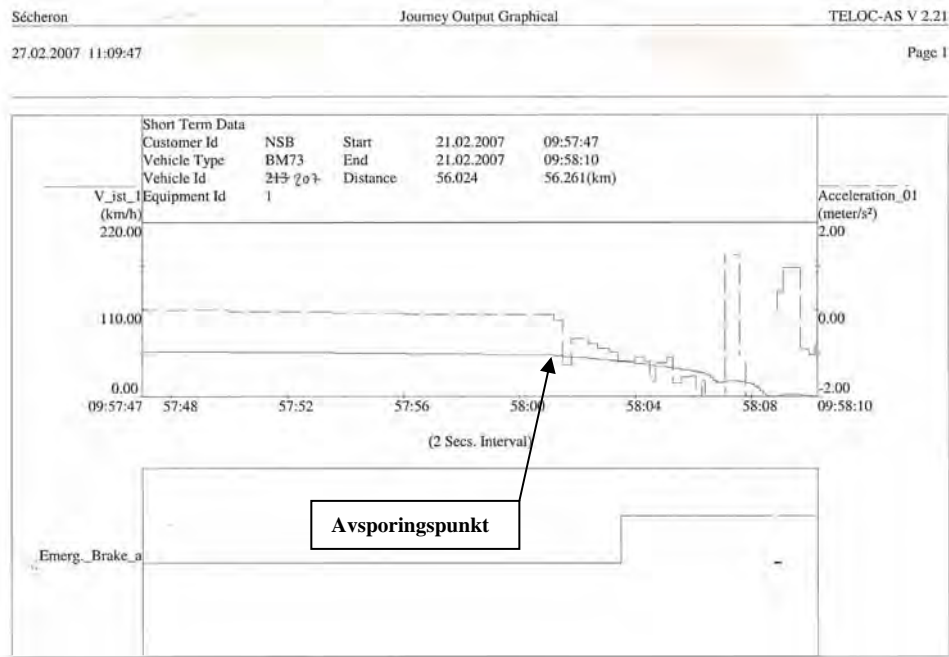 Sécheron Journey Output Graphical TELOC-AS V 2.21
27.02.2007 11:09:47 Page 1
Short Term Data
Customer Id NSB Start 21.02.2007 09:57:47
Vehicle Type BM73 End 21.02.2007 09:58:10
Vehicle Id 213 207 Distance 56.024 56.261(km)
V_ist_1 Equipment Id 1 Acceleration_01
(km/h) (meter/s²)
220.00 2.00
110.00 0.00
0.00 -2.00
09:57:47 57:48 57:52 57:56 58:00 58:04 58:08 09:58:10
(2 Secs. Interval)
Avsporingspunkt
Emerg._Brake_a